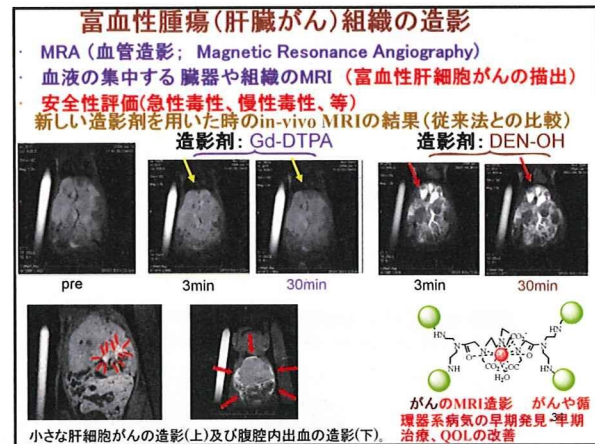 富血性腫瘍(肝臓がん)組織の造影
· MRA (血管造影; Magnetic Resonance Angiography)
· 血液の集中する 臓器や組織のMRI (富血性肝細胞がんの描出)
· 安全性評価(急性毒性、慢性毒性、等)
新しい造影剤を用いた時のin-vivo MRIの結果(従来法との比較)
造影剤: Gd-DTPA
造影剤: DEN-OH
pre
3min
30min
3min
30min
小さな肝細胞がんの造影(上)及び腹腔内出血の造影(下)。
がんのMRI造影 がんや循
環器系病気の早期発見・早期
治療、QOLの改善